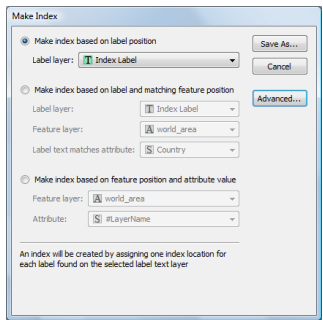 Make Index
Make index based on label position
Save As...
Label layer: T Index Label
Cancel
Make index based on label and matching feature position
Advanced...
Label layer: T Index Label
Feature layer: A world_area
Label text matches attribute: S Country
Make index based on feature position and attribute value
Feature layer: A world_area
Attribute: S #LayerName
An index will be created by assigning one index location for
each label found on the selected label text layer